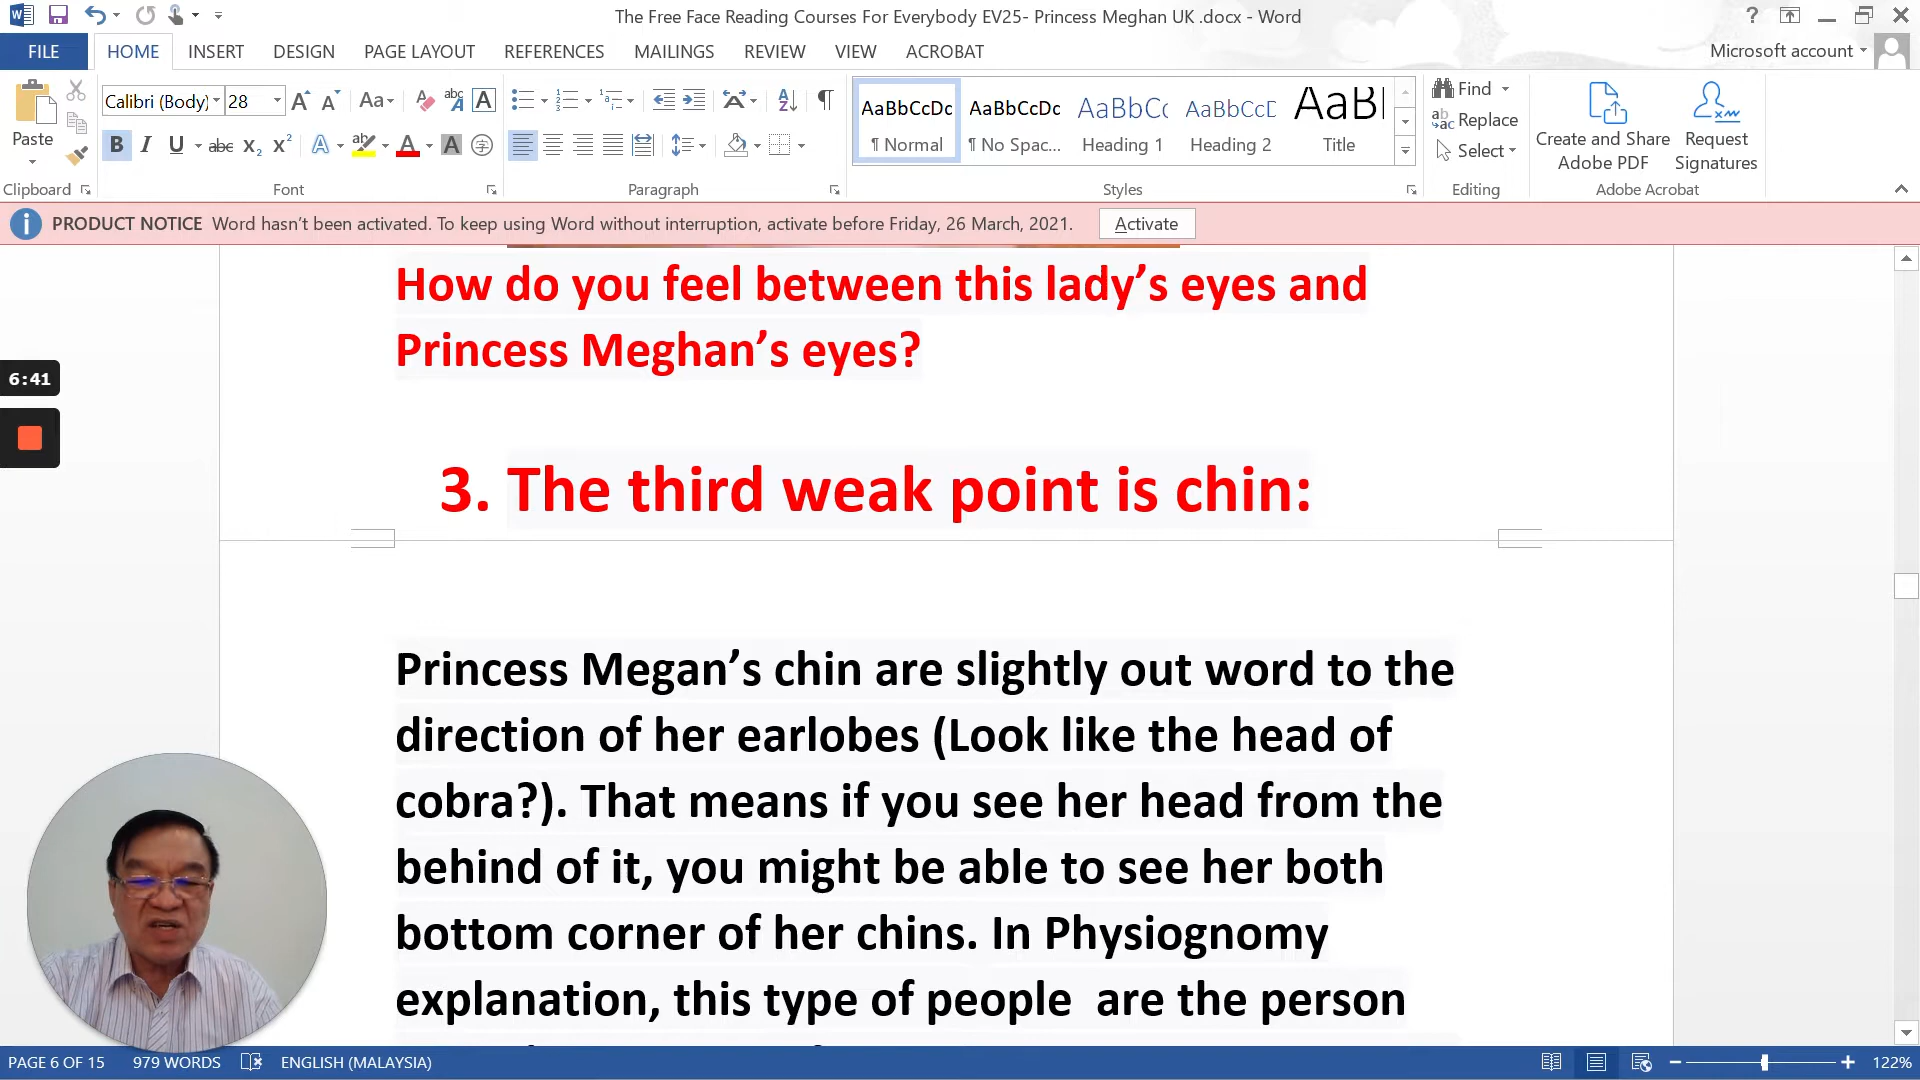 The Free Face Reading Courses For Everybody EV25- Princess Meghan UK .docx - Word
FILE HOME INSERT DESIGN PAGE LAYOUT REFERENCES MAILINGS REVIEW VIEW ACROBAT Microsoft account
Calibri (Body) 28 Aa
Paste
AaBbCcDc AaBbCcDc AaBbCc AaBbCcD AaBl
¶ Normal ¶ No Spac... Heading 1 Heading 2 Title
Find
Replace
Select
Create and Share Adobe PDF
Request Signatures
Clipboard Font Paragraph Styles Editing Adobe Acrobat
PRODUCT NOTICE Word hasn't been activated. To keep using Word without interruption, activate before Friday, 26 March, 2021. Activate
How do you feel between this lady's eyes and
Princess Meghan's eyes?
6:41
3. The third weak point is chin:
Princess Megan's chin are slightly out word to the
direction of her earlobes (Look like the head of
cobra?). That means if you see her head from the
behind of it, you might be able to see her both
bottom corner of her chins. In Physiognomy
explanation, this type of people are the person
PAGE 6 OF 15 979 WORDS ENGLISH (MALAYSIA) 122%